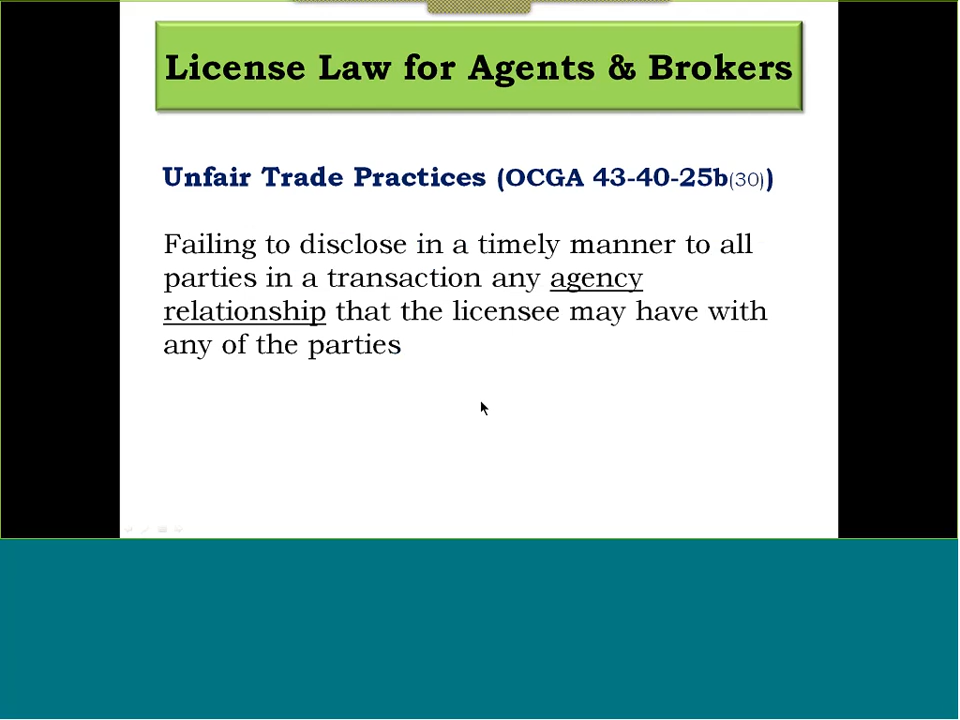 License Law for Agents & Brokers
Unfair Trade Practices (OCGA 43-40-25b(30))
Failing to disclose in a timely manner to all
parties in a transaction any agency
relationship that the licensee may have with
any of the parties